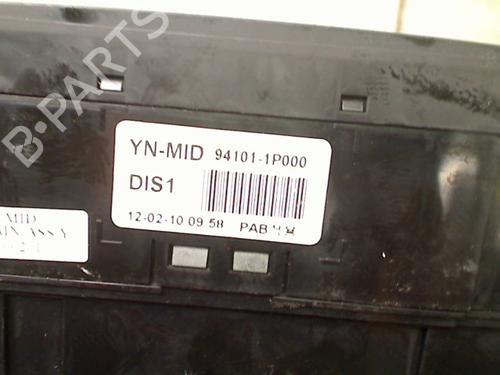 B-PARTS
YN-MID 94101-1P000
DIS1
12-02-10 09 58 PAB
MID